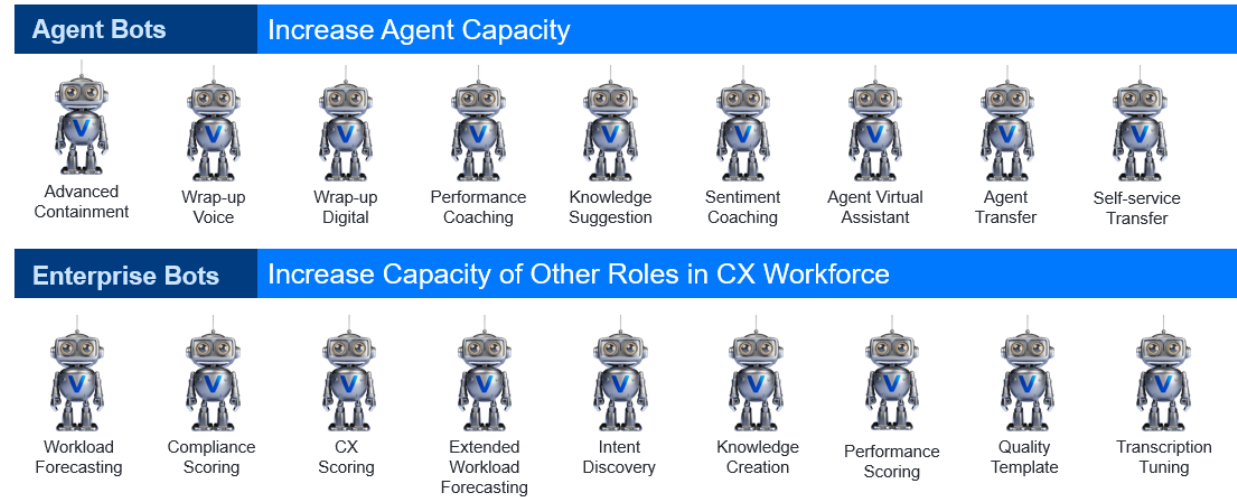 Agent Bots Increase Agent Capacity
V V V V V V V V V
Advanced Wrap-up Wrap-up Performance Knowledge Sentiment Agent Virtual Agent Self-service
Containment Voice Digital Coaching Suggestion Coaching Assistant Transfer Transfer
Enterprise Bots Increase Capacity of Other Roles in CX Workforce
V V V V V V V V V
Workload Compliance CX Extended Intent Knowledge Performance Quality Transcription
Forecasting Scoring Scoring Workload Discovery Creation Scoring Template Tuning
Forecasting